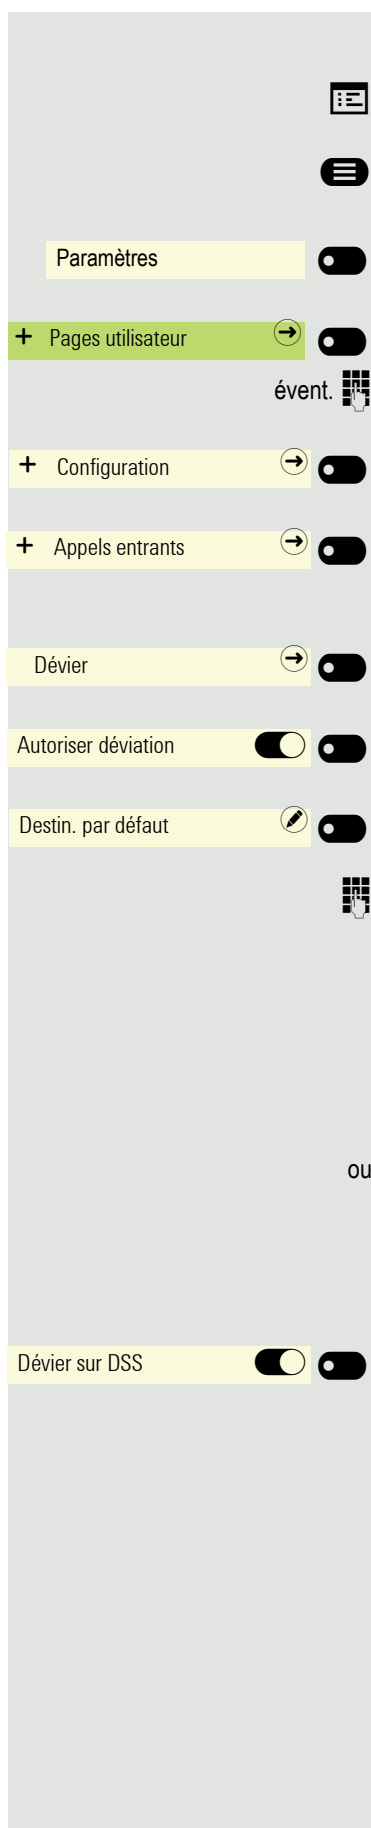 Paramètres
+ Pages utilisateur
évent.
+ Configuration
+ Appels entrants
Dévier
Autoriser déviation
Destin. par défaut
ou
Dévier sur DSS